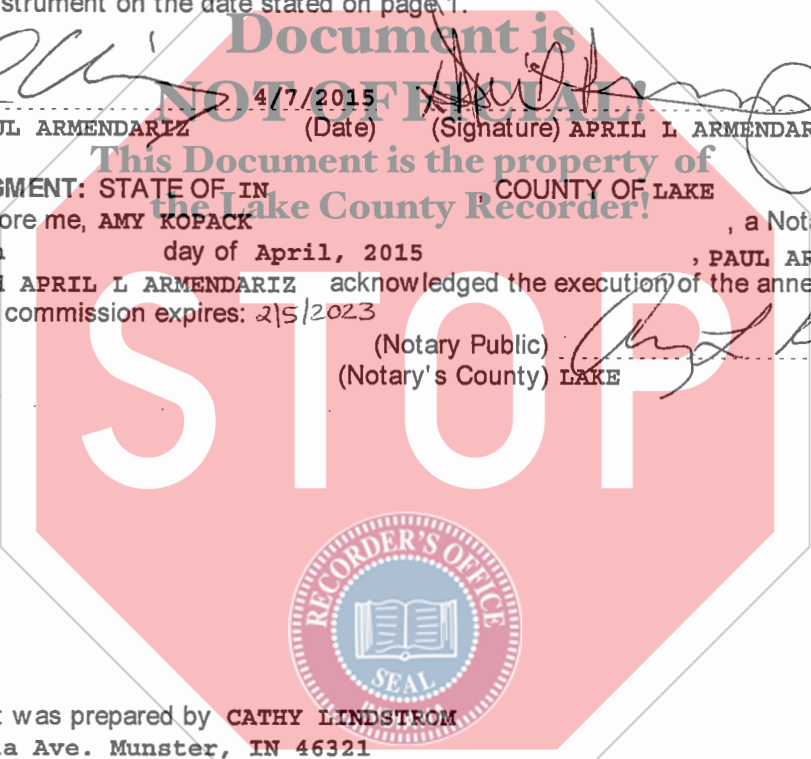 strument on the date stated on page 1.
Document is
NOT OFFICIAL!
4/7/2015
UL ARMENDARIZ (Date) (Signature) APRIL L ARMENDAR
This Document is the property of
the Lake County Recorder!
GMENT: STATE OF IN , COUNTY OF LAKE
ore me, AMY KOPACK , a Nota
day of April, 2015 , PAUL AR
APRIL L ARMENDARIZ acknowledged the execution of the anne
commission expires: 2/5/2023
(Notary Public)
(Notary's County) LAKE
STOP
RECORDER'S OFFICE
SEAL
t was prepared by CATHY LINDSTROM
a Ave. Munster, IN 46321